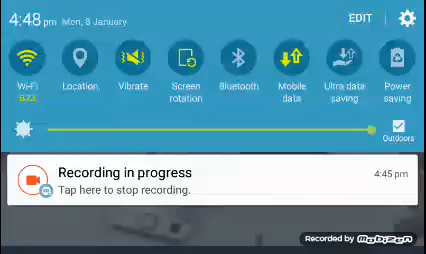 4:48 pm Mon, 8 January EDIT
Wi-Fi Location Vibrate Screen rotation Bluetooth Mobile data Ultra data saving Power saving
Outdoors
Recording in progress 4:45 pm
Tap here to stop recording.
Recorded by mobizen